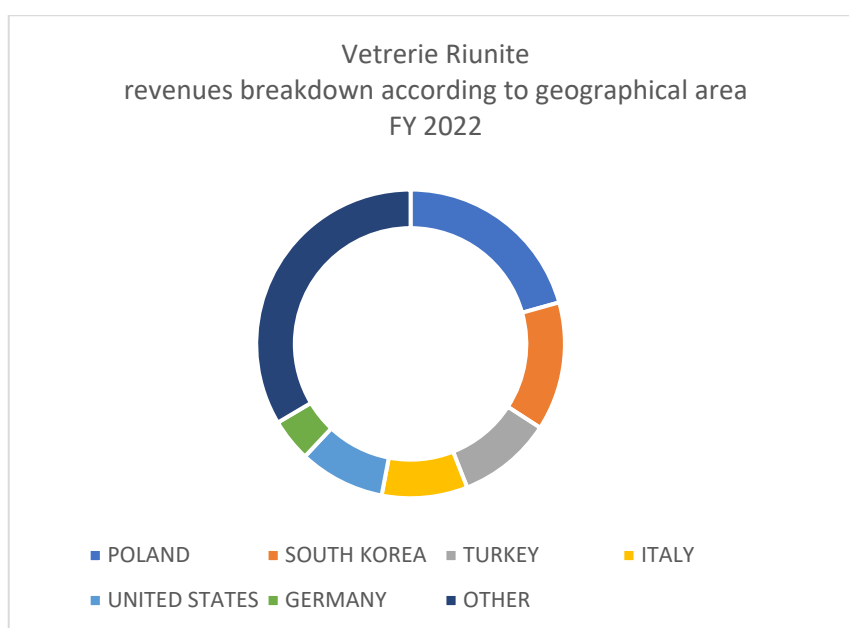 Vetrerie Riunite
revenues breakdown according to geographical area
FY 2022
POLAND SOUTH KOREA TURKEY ITALY
UNITED STATES GERMANY OTHER